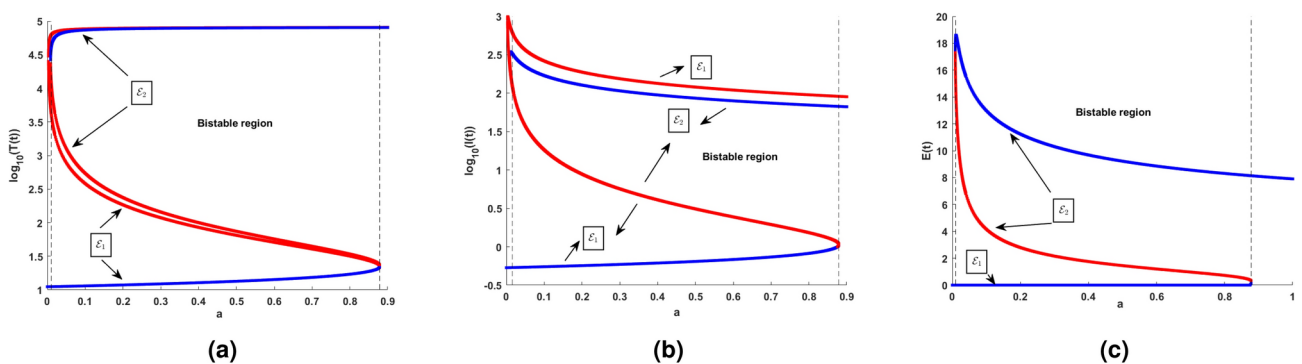 5
4.5
4
3.5
3
2.5
2
1.5
1
log₁₀(T(t))
ℰ₂
Bistable region
ℰ₁
0 0.1 0.2 0.3 0.4 0.5 0.6 0.7 0.8 0.9
a
(a)
3
2.5
2
1.5
1
0.5
0
-0.5
log₁₀(I(t))
ℰ₁
ℰ₂
Bistable region
ℰ₁
0 0.1 0.2 0.3 0.4 0.5 0.6 0.7 0.8 0.9
a
(b)
20
18
16
14
12
10
8
6
4
2
0
E(t)
Bistable region
ℰ₂
ℰ₁
0 0.2 0.4 0.6 0.8 1
a
(c)